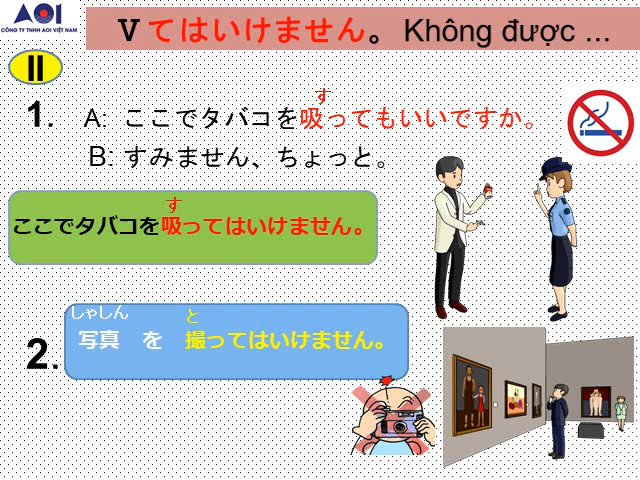 AOI
CÔNG TY TNHH AOI VIỆT NAM
V てはいけません。Không được ...
II
す
1. A: ここでタバコを吸ってもいいですか。
B: すみません、ちょっと。
す
ここでタバコを吸ってはいけません。
しゃしん と
2. 写真 を 撮ってはいけません。